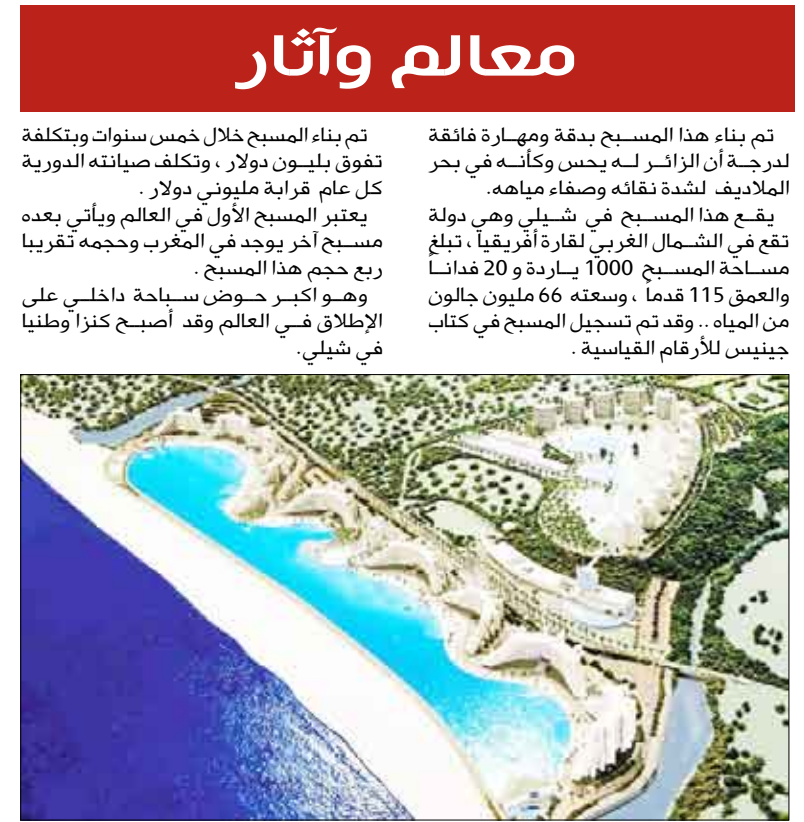 معالم وآثار
تم بناء هذا المسبح بدقة ومهارة فائقة
لدرجة أن الزائر له يحس وكأنه في بحر
الملاديف لشدة نقائه وصفاء مياهه.
يقع هذا المسبح في شيلي وهي دولة
تقع في الشمال الغربي لقارة أفريقيا ، تبلغ
مساحة المسبح 1000 ياردة و 20 فداناً
والعمق 115 قدماً ، وسعته 66 مليون جالون
من المياه .. وقد تم تسجيل المسبح في كتاب
جينيس للأرقام القياسية .
تم بناء المسبح خلال خمس سنوات وبتكلفة
تفوق بليون دولار ، وتكلف صيانته الدورية
كل عام قرابة مليوني دولار .
يعتبر المسبح الأول في العالم ويأتي بعده
مسبح آخر يوجد في المغرب وحجمه تقريبا
ربع حجم هذا المسبح .
وهو اكبر حوض سباحة داخلي على
الإطلاق في العالم وقد أصبح كنزا وطنيا
في شيلي.